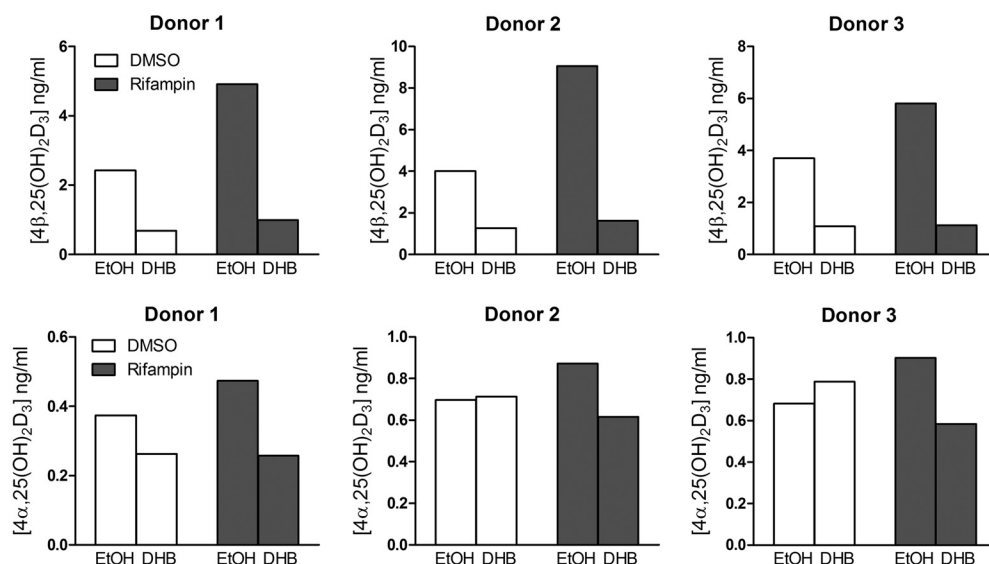 Donor 1
[4β,25(OH)₂D₃] ng/ml
6
4
2
0
DMSO
Rifampin
EtOH DHB EtOH DHB
Donor 2
[4β,25(OH)₂D₃] ng/ml
10
8
6
4
2
0
EtOH DHB EtOH DHB
Donor 3
[4β,25(OH)₂D₃] ng/ml
8
6
4
2
0
EtOH DHB EtOH DHB
Donor 1
[4α,25(OH)₂D₃] ng/ml
0.6
0.4
0.2
0.0
DMSO
Rifampin
EtOH DHB EtOH DHB
Donor 2
[4α,25(OH)₂D₃] ng/ml
1.0
0.8
0.6
0.4
0.2
0.0
EtOH DHB EtOH DHB
Donor 3
[4α,25(OH)₂D₃] ng/ml
1.0
0.8
0.6
0.4
0.2
0.0
EtOH DHB EtOH DHB